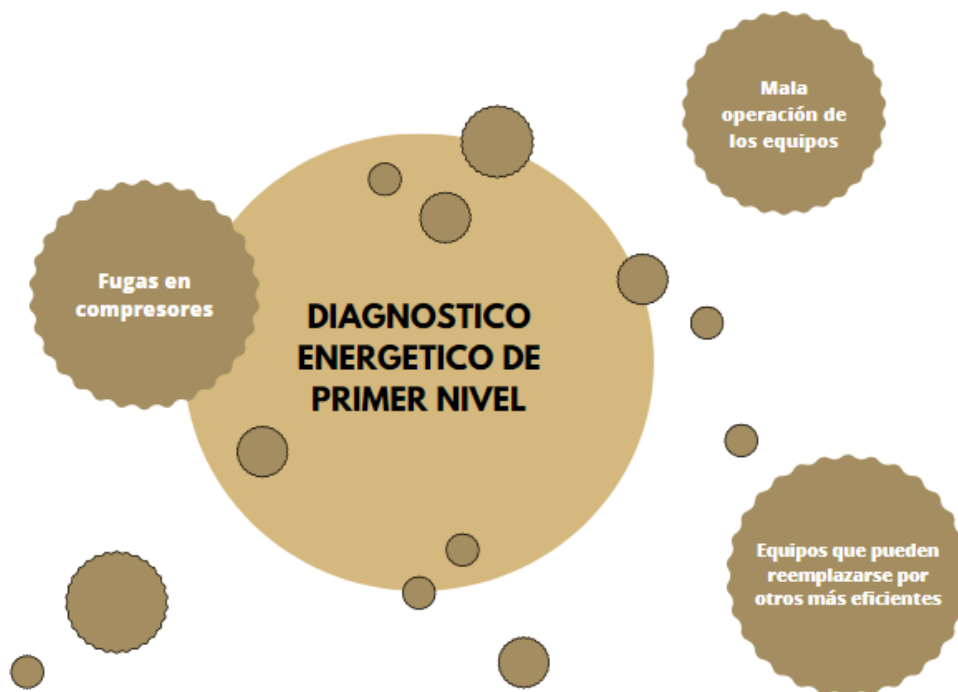 Mala
operación de
los equipos
Fugas en
compresores
DIAGNOSTICO
ENERGETICO DE
PRIMER NIVEL
Equipos que pueden
reemplazarse por
otros más eficientes